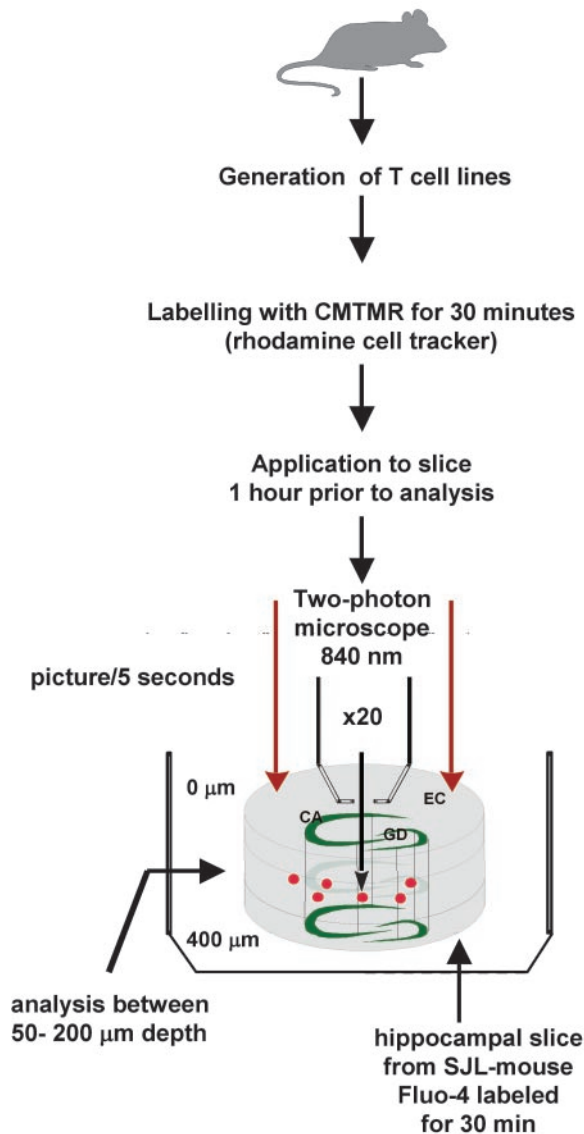 Generation of T cell lines
Labelling with CMTMR for 30 minutes
(rhodamine cell tracker)
Application to slice
1 hour prior to analysis
Two-photon
microscope
840 nm
picture/5 seconds
x20
0 μm
EC
CA
GD
400 μm
analysis between
50- 200 μm depth
hippocampal slice
from SJL-mouse
Fluo-4 labeled
for 30 min